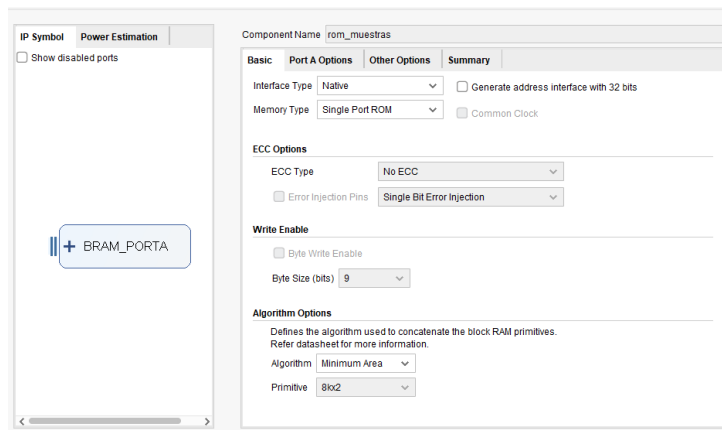 IP Symbol Power Estimation
Show disabled ports
BRAM_PORTA
Component Name rom_muestras
Basic Port A Options Other Options Summary
Interface Type Native Generate address interface with 32 bits
Memory Type Single Port ROM Common Clock
ECC Options
ECC Type No ECC
Error Injection Pins Single Bit Error Injection
Write Enable
Byte Write Enable
Byte Size (bits) 9
Algorithm Options
Defines the algorithm used to concatenate the block RAM primitives.
Refer datasheet for more information.
Algorithm Minimum Area
Primitive 8kx2